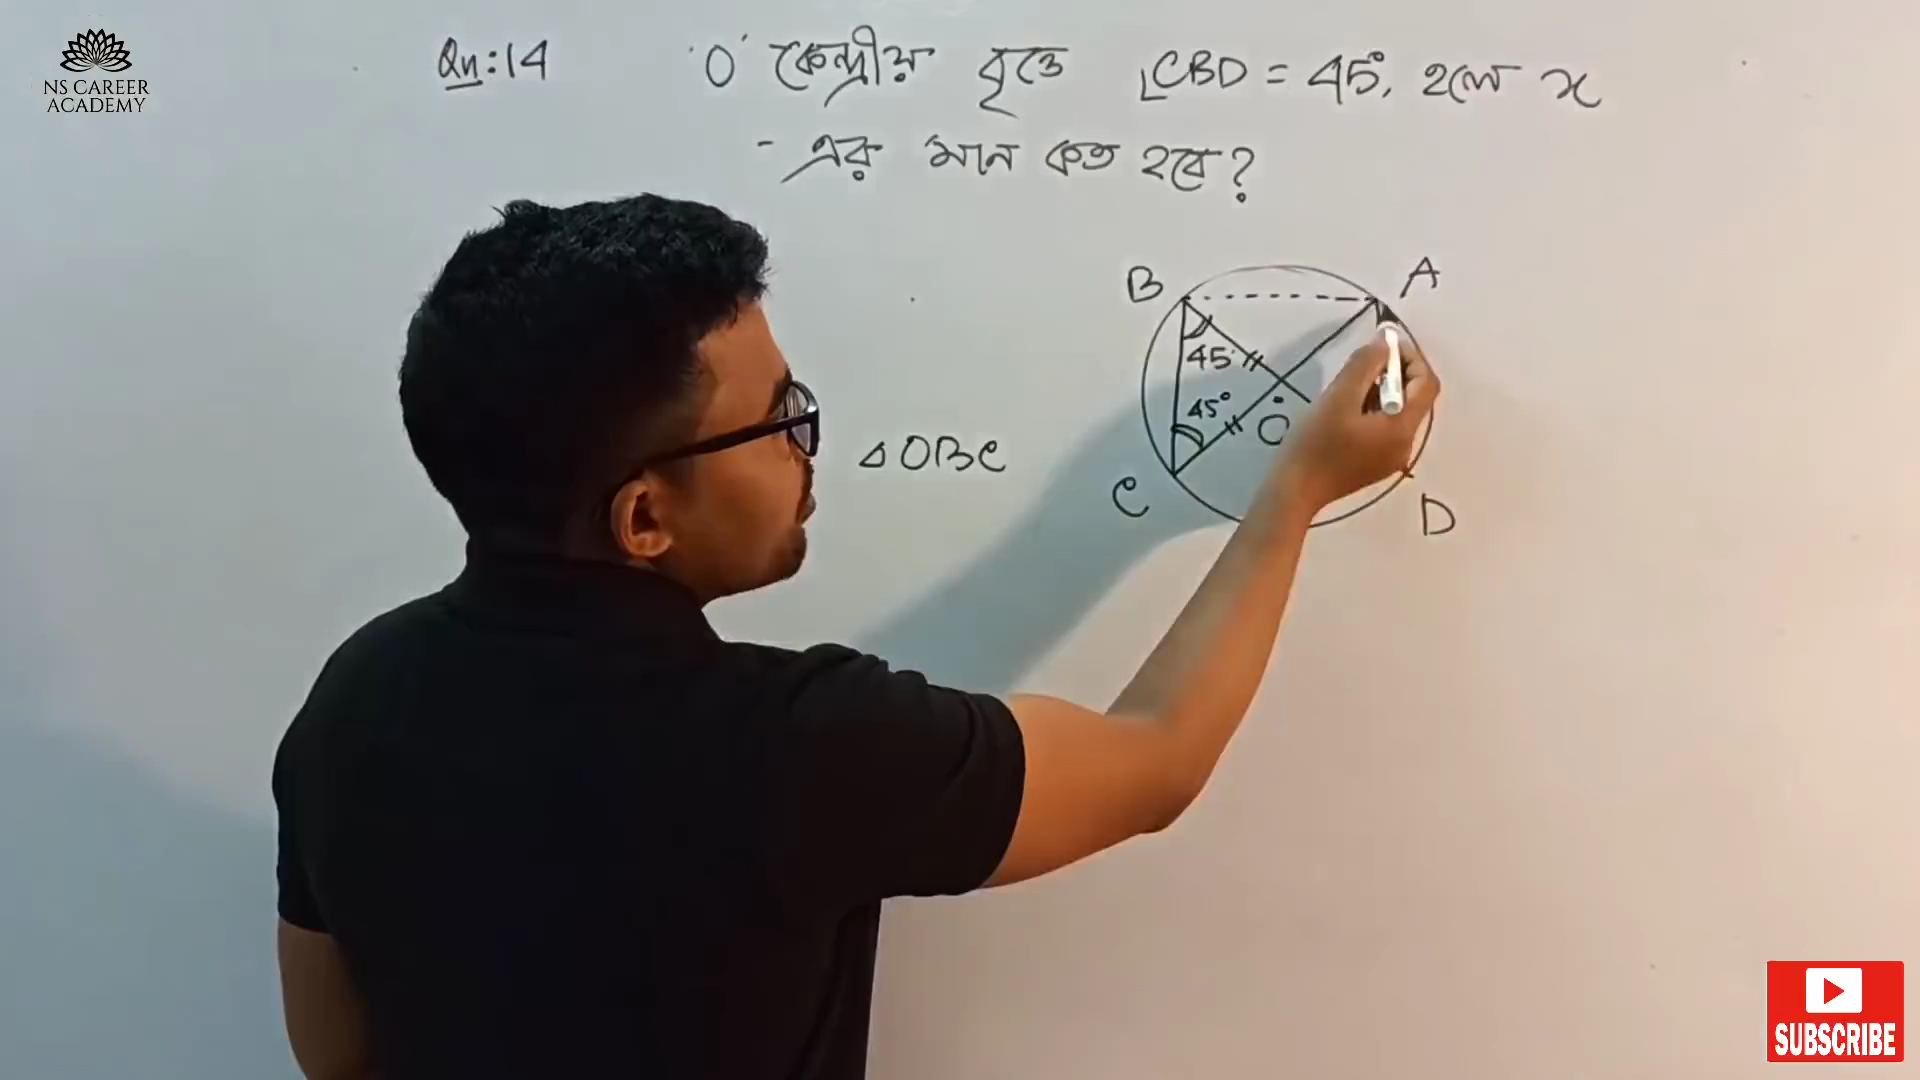 NS CAREER
ACADEMY
Qn:14 'O' কেন্দ্রীয় বৃত্তে ∠CBD = 45°, হলে x
- এর মান কত হবে?
B A
45°
45°
O
△OBC
C D
SUBSCRIBE